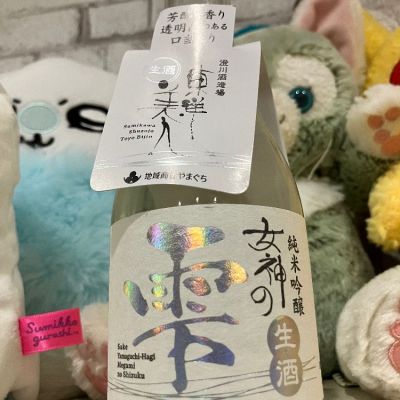 芳醇な香り
透明感のある
口当り
澄川酒造場
生酒
東洋美人
Sumikawa
Shuzojo
Toyo Bijin
地域商社やまぐち
純米吟醸
女神の
雫
生酒
Sake
Yamaguchi-Hagi
Megami
no Shizuku
Sumikko
gurashi